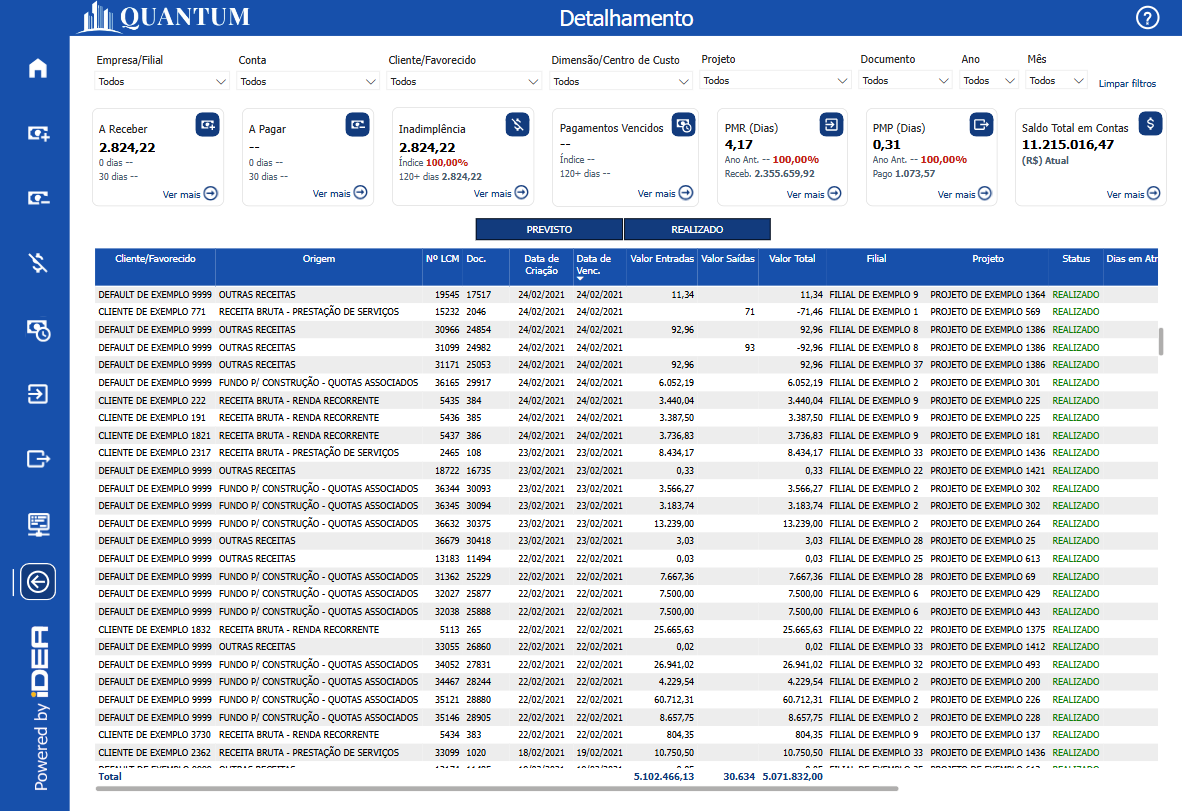 QUANTUM
Detalhamento
?
Empresa/Filial Conta Cliente/Favorecido Dimensão/Centro de Custo Projeto Documento Ano Mês
Todos Todos Todos Todos Todos Todos Todos Todos Limpar filtros
A Receber
2.824,22
0 dias --
30 dias --
Ver mais
A Pagar
--
0 dias --
30 dias --
Ver mais
Inadimplência
2.824,22
Índice 100,00%
120+ dias 2.824,22
Ver mais
Pagamentos Vencidos
--
Índice --
120+ dias --
Ver mais
PMR (Dias)
4,17
Ano Ant. -- 100,00%
Receb. 2.355.659,92
Ver mais
PMP (Dias)
0,31
Ano Ant. -- 100,00%
Pago 1.073,57
Ver mais
Saldo Total em Contas
$
11.215.016,47
(R$) Atual
Ver mais
PREVISTO REALIZADO
Cliente/Favorecido Origem Nº LCM Doc. Data de Criação Data de Venc. Valor Entradas Valor Saídas Valor Total Filial Projeto Status Dias em Atr
DEFAULT DE EXEMPLO 9999 OUTRAS RECEITAS 19545 17517 24/02/2021 24/02/2021 11,34 11,34 FILIAL DE EXEMPLO 9 PROJETO DE EXEMPLO 1364 REALIZADO
CLIENTE DE EXEMPLO 771 RECEITA BRUTA - PRESTAÇÃO DE SERVIÇOS 15232 2046 24/02/2021 24/02/2021 71 -71,46 FILIAL DE EXEMPLO 1 PROJETO DE EXEMPLO 569 REALIZADO
DEFAULT DE EXEMPLO 9999 OUTRAS RECEITAS 30966 24854 24/02/2021 24/02/2021 92,96 92,96 FILIAL DE EXEMPLO 8 PROJETO DE EXEMPLO 1386 REALIZADO
DEFAULT DE EXEMPLO 9999 OUTRAS RECEITAS 31099 24982 24/02/2021 24/02/2021 93 -92,96 FILIAL DE EXEMPLO 8 PROJETO DE EXEMPLO 1386 REALIZADO
DEFAULT DE EXEMPLO 9999 OUTRAS RECEITAS 31171 25053 24/02/2021 24/02/2021 92,96 92,96 FILIAL DE EXEMPLO 37 PROJETO DE EXEMPLO 1386 REALIZADO
DEFAULT DE EXEMPLO 9999 FUNDO P/ CONSTRUÇÃO - QUOTAS ASSOCIADOS 36165 29917 24/02/2021 24/02/2021 6.052,19 6.052,19 FILIAL DE EXEMPLO 2 PROJETO DE EXEMPLO 301 REALIZADO
CLIENTE DE EXEMPLO 222 RECEITA BRUTA - RENDA RECORRENTE 5435 384 24/02/2021 24/02/2021 3.440,04 3.440,04 FILIAL DE EXEMPLO 9 PROJETO DE EXEMPLO 225 REALIZADO
CLIENTE DE EXEMPLO 191 RECEITA BRUTA - RENDA RECORRENTE 5436 385 24/02/2021 24/02/2021 3.387,50 3.387,50 FILIAL DE EXEMPLO 9 PROJETO DE EXEMPLO 225 REALIZADO
CLIENTE DE EXEMPLO 1821 RECEITA BRUTA - RENDA RECORRENTE 5437 386 24/02/2021 24/02/2021 3.736,83 3.736,83 FILIAL DE EXEMPLO 9 PROJETO DE EXEMPLO 181 REALIZADO
CLIENTE DE EXEMPLO 2317 RECEITA BRUTA - PRESTAÇÃO DE SERVIÇOS 2465 108 23/02/2021 24/02/2021 8.434,17 8.434,17 FILIAL DE EXEMPLO 33 PROJETO DE EXEMPLO 1436 REALIZADO
DEFAULT DE EXEMPLO 9999 OUTRAS RECEITAS 18722 16735 23/02/2021 23/02/2021 0,33 0,33 FILIAL DE EXEMPLO 22 PROJETO DE EXEMPLO 1421 REALIZADO
DEFAULT DE EXEMPLO 9999 FUNDO P/ CONSTRUÇÃO - QUOTAS ASSOCIADOS 36344 30093 23/02/2021 23/02/2021 3.566,27 3.566,27 FILIAL DE EXEMPLO 2 PROJETO DE EXEMPLO 302 REALIZADO
DEFAULT DE EXEMPLO 9999 FUNDO P/ CONSTRUÇÃO - QUOTAS ASSOCIADOS 36345 30094 23/02/2021 23/02/2021 3.183,74 3.183,74 FILIAL DE EXEMPLO 2 PROJETO DE EXEMPLO 302 REALIZADO
DEFAULT DE EXEMPLO 9999 FUNDO P/ CONSTRUÇÃO - QUOTAS ASSOCIADOS 36632 30375 23/02/2021 23/02/2021 13.239,00 13.239,00 FILIAL DE EXEMPLO 2 PROJETO DE EXEMPLO 264 REALIZADO
DEFAULT DE EXEMPLO 9999 OUTRAS RECEITAS 36679 30418 23/02/2021 23/02/2021 3,03 3,03 FILIAL DE EXEMPLO 28 PROJETO DE EXEMPLO 25 REALIZADO
DEFAULT DE EXEMPLO 9999 OUTRAS RECEITAS 13183 11494 22/02/2021 22/02/2021 0,03 0,03 FILIAL DE EXEMPLO 25 PROJETO DE EXEMPLO 613 REALIZADO
DEFAULT DE EXEMPLO 9999 FUNDO P/ CONSTRUÇÃO - QUOTAS ASSOCIADOS 31362 25229 22/02/2021 22/02/2021 7.667,36 7.667,36 FILIAL DE EXEMPLO 28 PROJETO DE EXEMPLO 69 REALIZADO
DEFAULT DE EXEMPLO 9999 FUNDO P/ CONSTRUÇÃO - QUOTAS ASSOCIADOS 32027 25877 22/02/2021 22/02/2021 7.500,00 7.500,00 FILIAL DE EXEMPLO 6 PROJETO DE EXEMPLO 429 REALIZADO
DEFAULT DE EXEMPLO 9999 FUNDO P/ CONSTRUÇÃO - QUOTAS ASSOCIADOS 32038 25888 22/02/2021 22/02/2021 7.500,00 7.500,00 FILIAL DE EXEMPLO 6 PROJETO DE EXEMPLO 443 REALIZADO
CLIENTE DE EXEMPLO 1832 RECEITA BRUTA - RENDA RECORRENTE 5113 265 22/02/2021 22/02/2021 25.665,63 25.665,63 FILIAL DE EXEMPLO 22 PROJETO DE EXEMPLO 1375 REALIZADO
DEFAULT DE EXEMPLO 9999 OUTRAS RECEITAS 33055 26860 22/02/2021 22/02/2021 0,02 0,02 FILIAL DE EXEMPLO 33 PROJETO DE EXEMPLO 1412 REALIZADO
DEFAULT DE EXEMPLO 9999 FUNDO P/ CONSTRUÇÃO - QUOTAS ASSOCIADOS 34052 27831 22/02/2021 22/02/2021 26.941,02 26.941,02 FILIAL DE EXEMPLO 32 PROJETO DE EXEMPLO 493 REALIZADO
DEFAULT DE EXEMPLO 9999 FUNDO P/ CONSTRUÇÃO - QUOTAS ASSOCIADOS 34467 28244 22/02/2021 22/02/2021 4.229,54 4.229,54 FILIAL DE EXEMPLO 2 PROJETO DE EXEMPLO 200 REALIZADO
DEFAULT DE EXEMPLO 9999 FUNDO P/ CONSTRUÇÃO - QUOTAS ASSOCIADOS 35121 28880 22/02/2021 22/02/2021 60.712,31 60.712,31 FILIAL DE EXEMPLO 2 PROJETO DE EXEMPLO 226 REALIZADO
DEFAULT DE EXEMPLO 9999 FUNDO P/ CONSTRUÇÃO - QUOTAS ASSOCIADOS 35146 28905 22/02/2021 22/02/2021 8.657,75 8.657,75 FILIAL DE EXEMPLO 2 PROJETO DE EXEMPLO 228 REALIZADO
CLIENTE DE EXEMPLO 3730 RECEITA BRUTA - RENDA RECORRENTE 5434 383 22/02/2021 22/02/2021 804,35 804,35 FILIAL DE EXEMPLO 9 PROJETO DE EXEMPLO 137 REALIZADO
CLIENTE DE EXEMPLO 2362 RECEITA BRUTA - PRESTAÇÃO DE SERVIÇOS 33099 1020 18/02/2021 19/02/2021 10.750,50 10.750,50 FILIAL DE EXEMPLO 33 PROJETO DE EXEMPLO 1436 REALIZADO
Total 5.102.466,13 30.634 5.071.832,00
Powered by iDEA